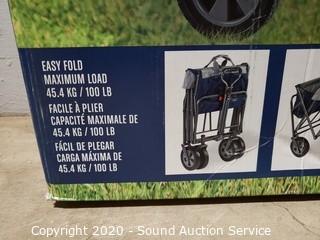 EASY FOLD
MAXIMUM LOAD
45.4 KG / 100 LB
FACILE À PLIER
CAPACITÉ MAXIMALE DE
45.4 KG / 100 LB
FÁCIL DE PLEGAR
CARGA MÁXIMA DE
45.4 KG / 100 LB
Copyright 2020 - Sound Auction Service